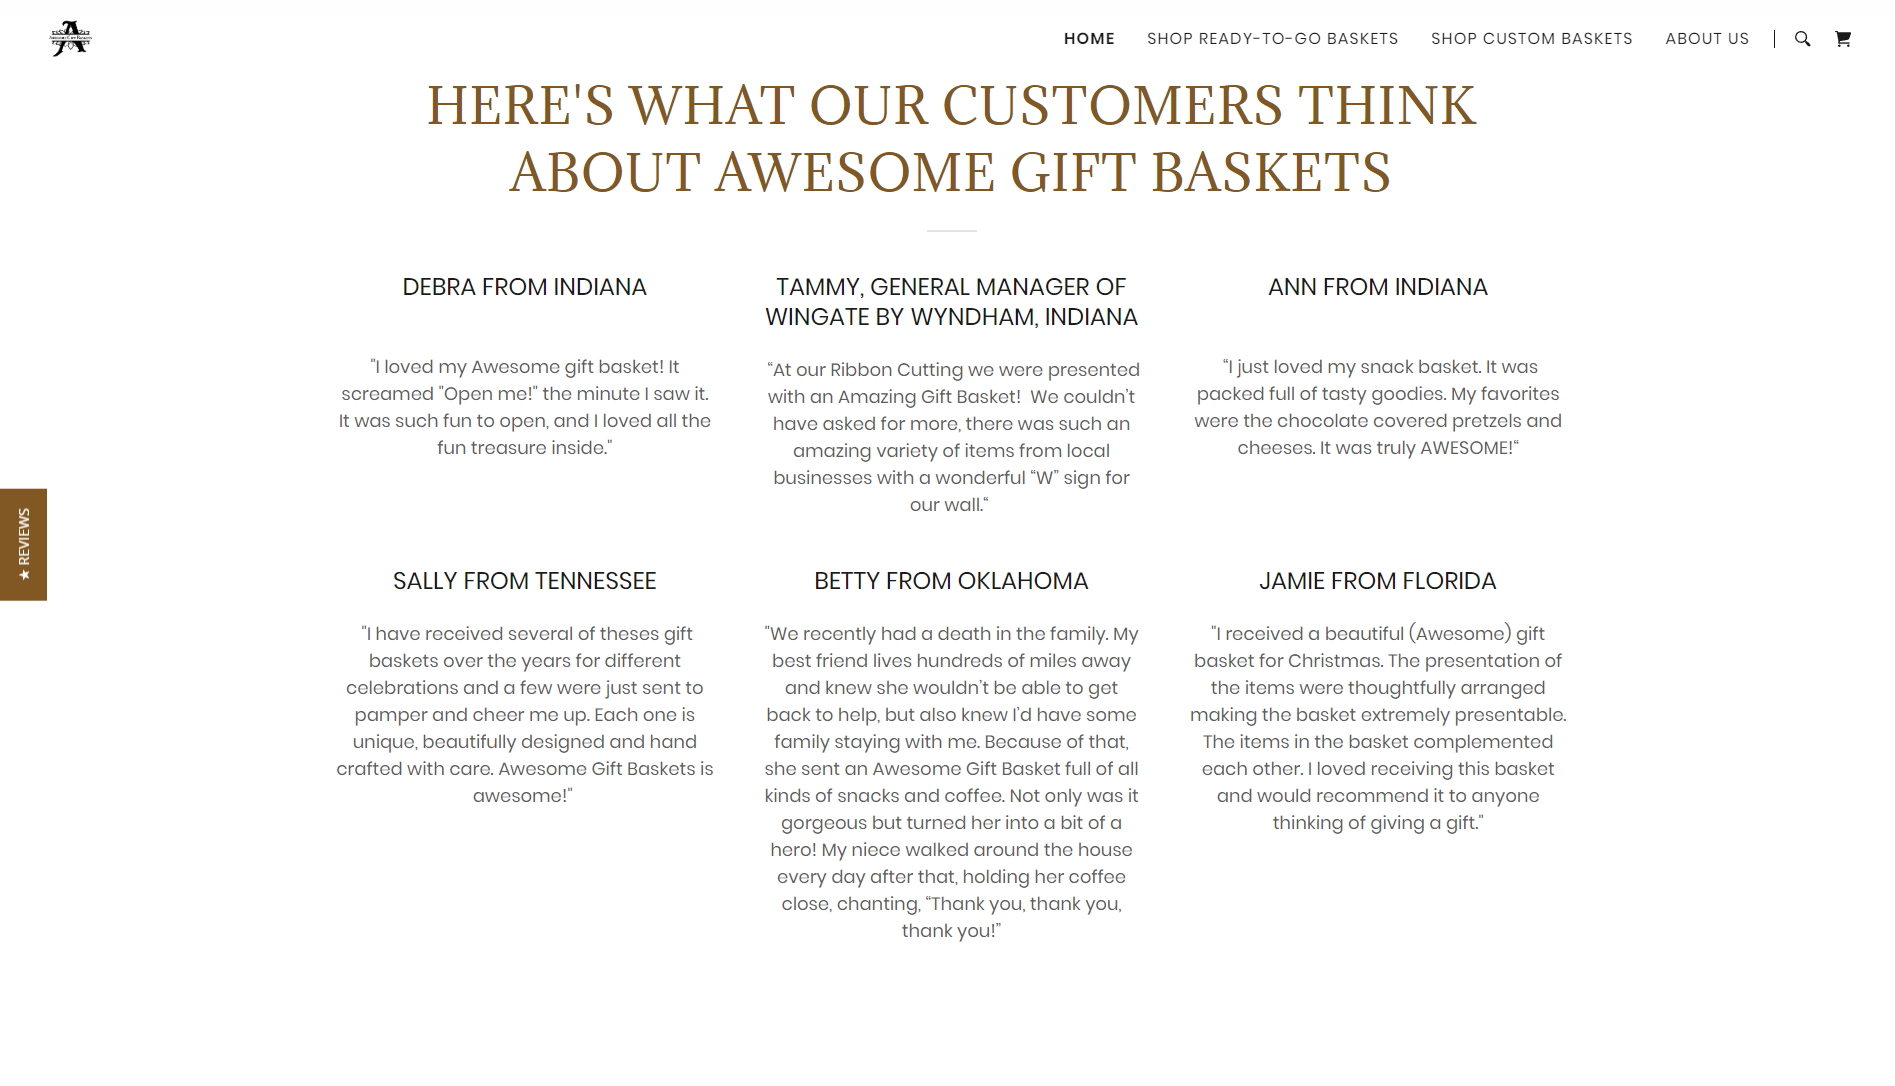 HOME SHOP READY-TO-GO BASKETS SHOP CUSTOM BASKETS ABOUT US
HERE'S WHAT OUR CUSTOMERS THINK
ABOUT AWESOME GIFT BASKETS
DEBRA FROM INDIANA
"I loved my Awesome gift basket! It
screamed "Open me!" the minute I saw it.
It was such fun to open, and I loved all the
fun treasure inside."
TAMMY, GENERAL MANAGER OF
WINGATE BY WYNDHAM, INDIANA
“At our Ribbon Cutting we were presented
with an Amazing Gift Basket!  We couldn’t
have asked for more, there was such an
amazing variety of items from local
businesses with a wonderful “W” sign for
our wall.“
ANN FROM INDIANA
“I just loved my snack basket. It was
packed full of tasty goodies. My favorites
were the chocolate covered pretzels and
cheeses. It was truly AWESOME!“
★ REVIEWS
SALLY FROM TENNESSEE
"I have received several of theses gift
baskets over the years for different
celebrations and a few were just sent to
pamper and cheer me up. Each one is
unique, beautifully designed and hand
crafted with care. Awesome Gift Baskets is
awesome!"
BETTY FROM OKLAHOMA
"We recently had a death in the family. My
best friend lives hundreds of miles away
and knew she wouldn’t be able to get
back to help, but also knew I’d have some
family staying with me. Because of that,
she sent an Awesome Gift Basket full of all
kinds of snacks and coffee. Not only was it
gorgeous but turned her into a bit of a
hero! My niece walked around the house
every day after that, holding her coffee
close, chanting, “Thank you, thank you,
thank you!”
JAMIE FROM FLORIDA
"I received a beautiful (Awesome) gift
basket for Christmas. The presentation of
the items were thoughtfully arranged
making the basket extremely presentable.
The items in the basket complemented
each other. I loved receiving this basket
and would recommend it to anyone
thinking of giving a gift."